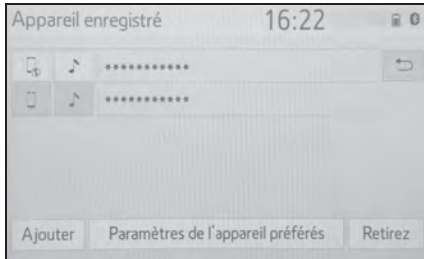 Appareil enregistré 16:22
***********
***********
Ajouter Paramètres de l'appareil préférés Retirez